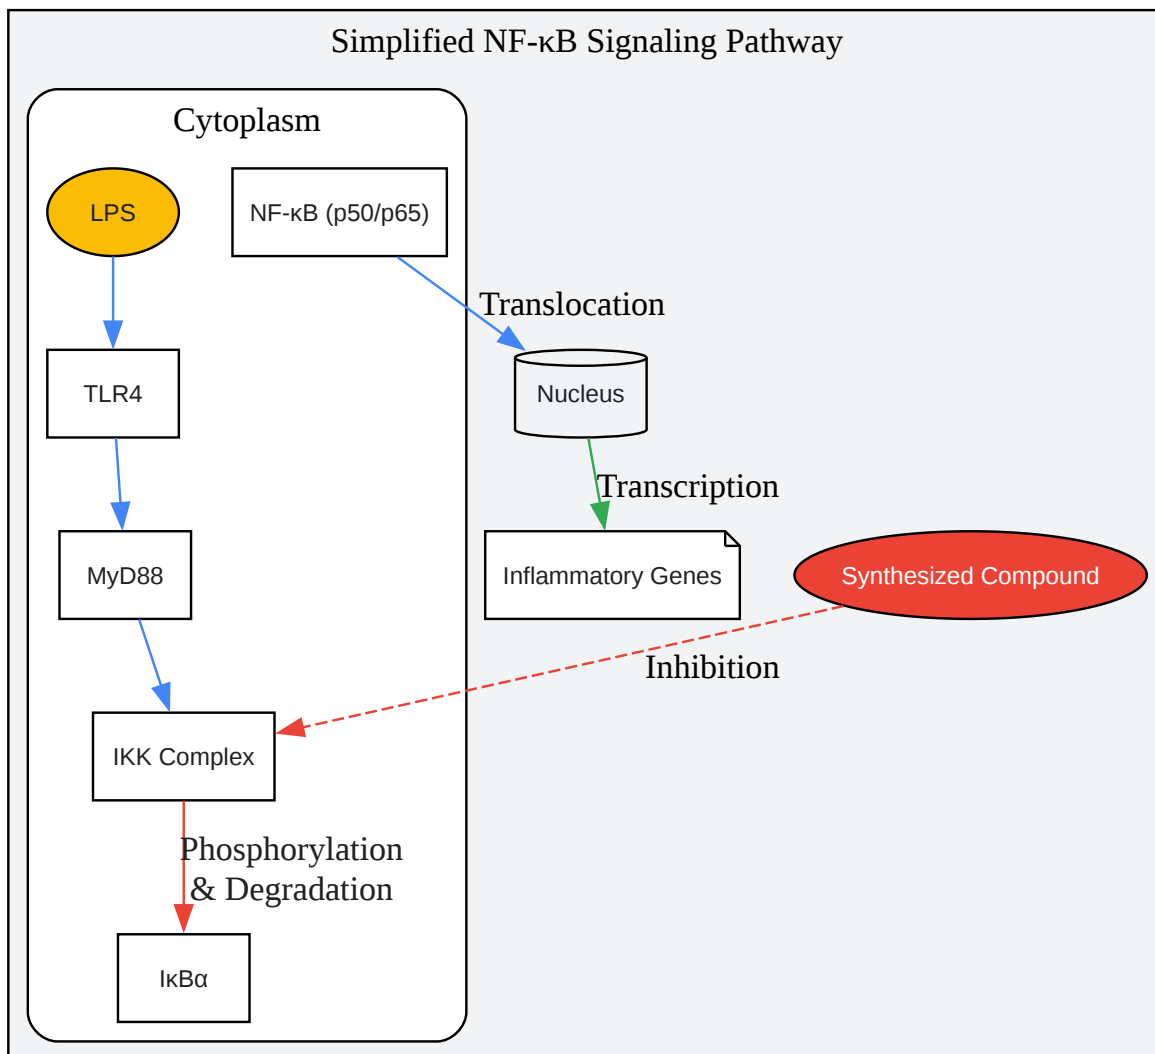 Simplified NF-κB Signaling Pathway
Cytoplasm
LPS
NF-κB (p50/p65)
Translocation
TLR4
Nucleus
Transcription
MyD88
Inflammatory Genes
Synthesized Compound
Inhibition
IKK Complex
Phosphorylation
& Degradation
IκBα